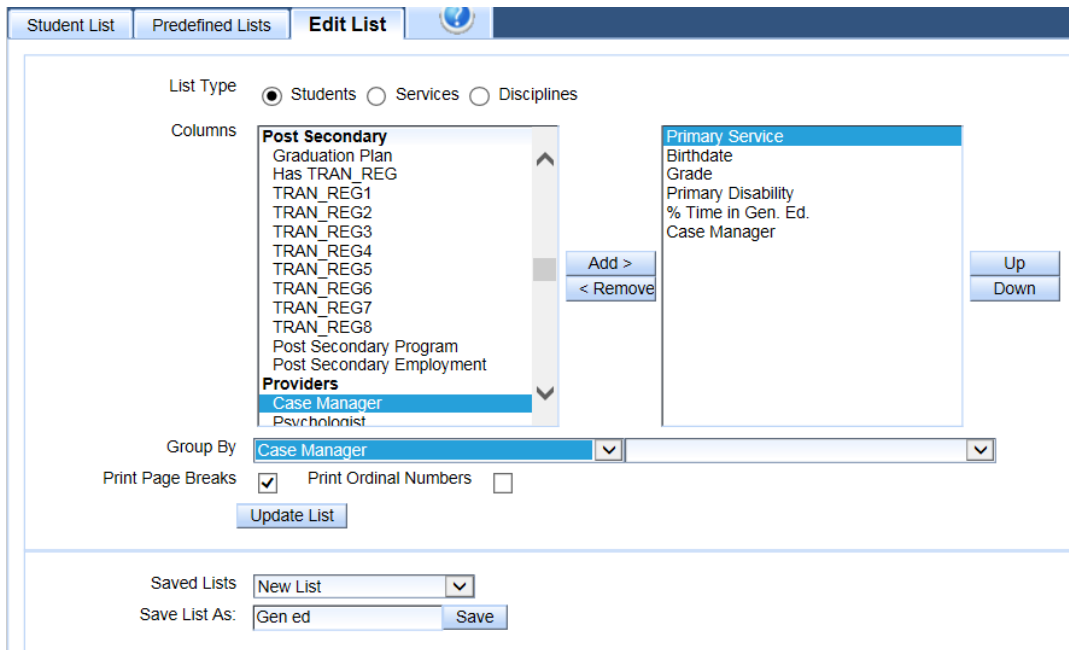 Student List Predefined Lists Edit List ?
List Type Students Services Disciplines
Columns
Post Secondary
Graduation Plan
Has TRAN_REG
TRAN_REG1
TRAN_REG2
TRAN_REG3
TRAN_REG4
TRAN_REG5
TRAN_REG6
TRAN_REG7
TRAN_REG8
Post Secondary Program
Post Secondary Employment
Providers
Case Manager
Psychologist
Add >
< Remove
Primary Service
Birthdate
Grade
Primary Disability
% Time in Gen. Ed.
Case Manager
Up
Down
Group By Case Manager
Print Page Breaks Print Ordinal Numbers
Update List
Saved Lists New List
Save List As: Gen ed Save